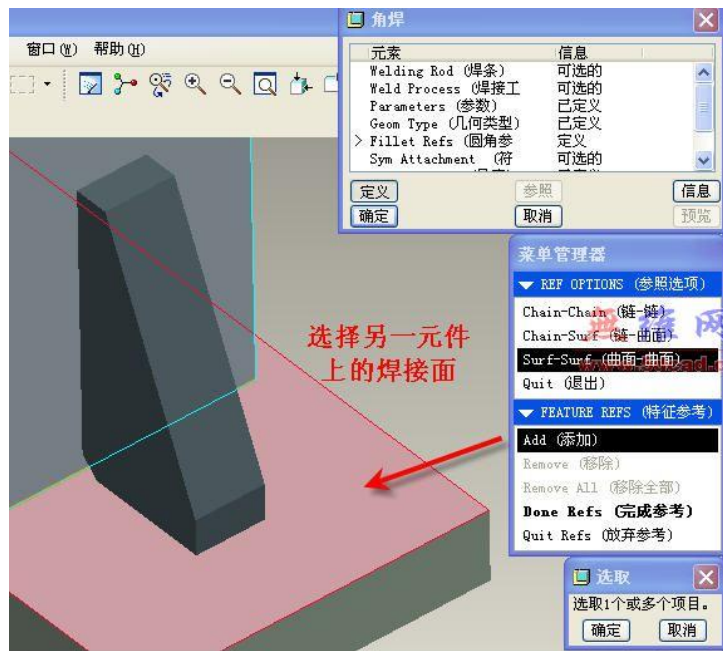 角焊
窗口(W) 帮助(H)
元素 信息
Welding Rod (焊条) 可选的
Weld Process (焊接工 可选的
Parameters (参数) 已定义
Geom Type (几何类型) 已定义
> Fillet Refs (圆角参 定义
Sym Attachment (符 可选的
定义 参照 信息
确定 取消 预览
菜单管理器
REF OPTIONS (参照选项)
Chain-Chain (链-链)
Chain-Surf (链-曲面)
Surf-Surf (曲面-曲面)
Quit (退出)
FEATURE REFS (特征参考)
Add (添加)
Remove (移除)
Remove All (移除全部)
Done Refs (完成参考)
Quit Refs (放弃参考)
选择另一元件
上的焊接面
选取
选取1个或多个项目。
确定 取消